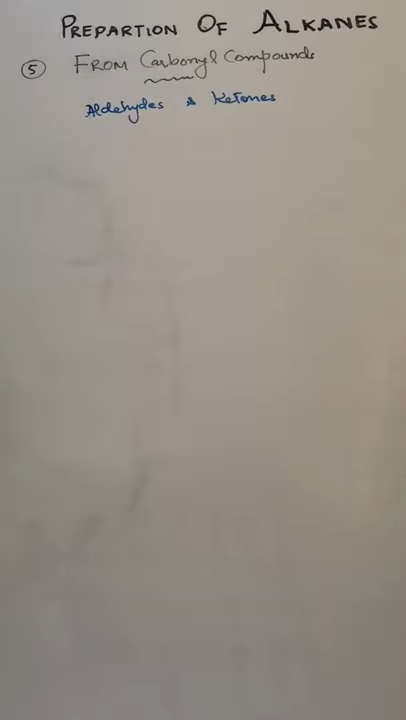 PREPARTION OF ALKANES
⑤ FROM Carbonyl Compounds
Aldehydes & Ketones